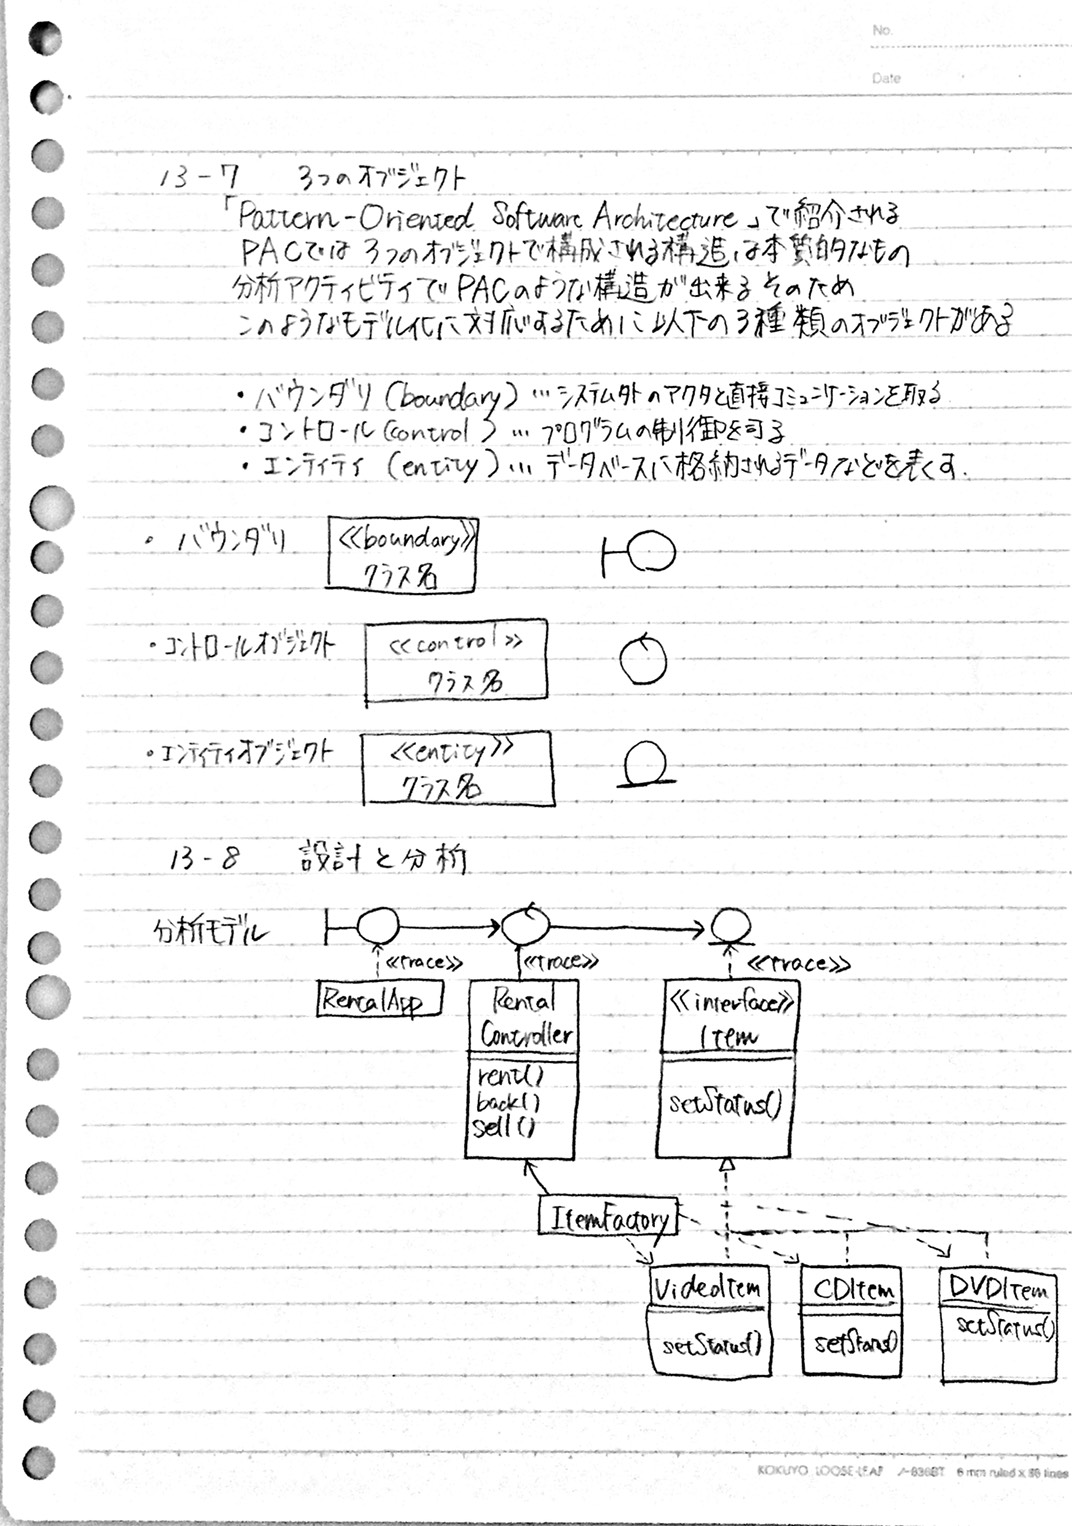 No.
Date
13-7 3つのオブジェクト
「Pattern-Oriented Software Architecture」で紹介される
PACでは3つのオブジェクトで構成される構造は本質的なもの
分析アクティビティでPACのような構造が出来るそのため
このようなモデル化に対応するために以下の3種類のオブジェクトがある
・バウンダリ(boundary)…システム外のアクタと直接コミュニケーションを取る
・コントロール(control)…プログラムの制御を司る
・エンティティ(entity)…データベースに格納されるデータなどを表くす.
・バウンダリ <<boundary>>
クラス名
・コントロールオブジェクト <<control>>
クラス名
・エンティティオブジェクト <<entity>>
クラス名
13-8 設計と分析
分析モデル
<<trace>> <<trace>> <<trace>>
RentalApp
Rental
Controller
rent()
back()
sell()
<<interface>>
Item
setStatus()
ItemFactory
VideoItem
setStatus()
CDItem
setStatus()
DVDItem
setStatus()
KOKUYO LOOSE-LEAF ノ-836BT 6 mm ruled x 36 lines